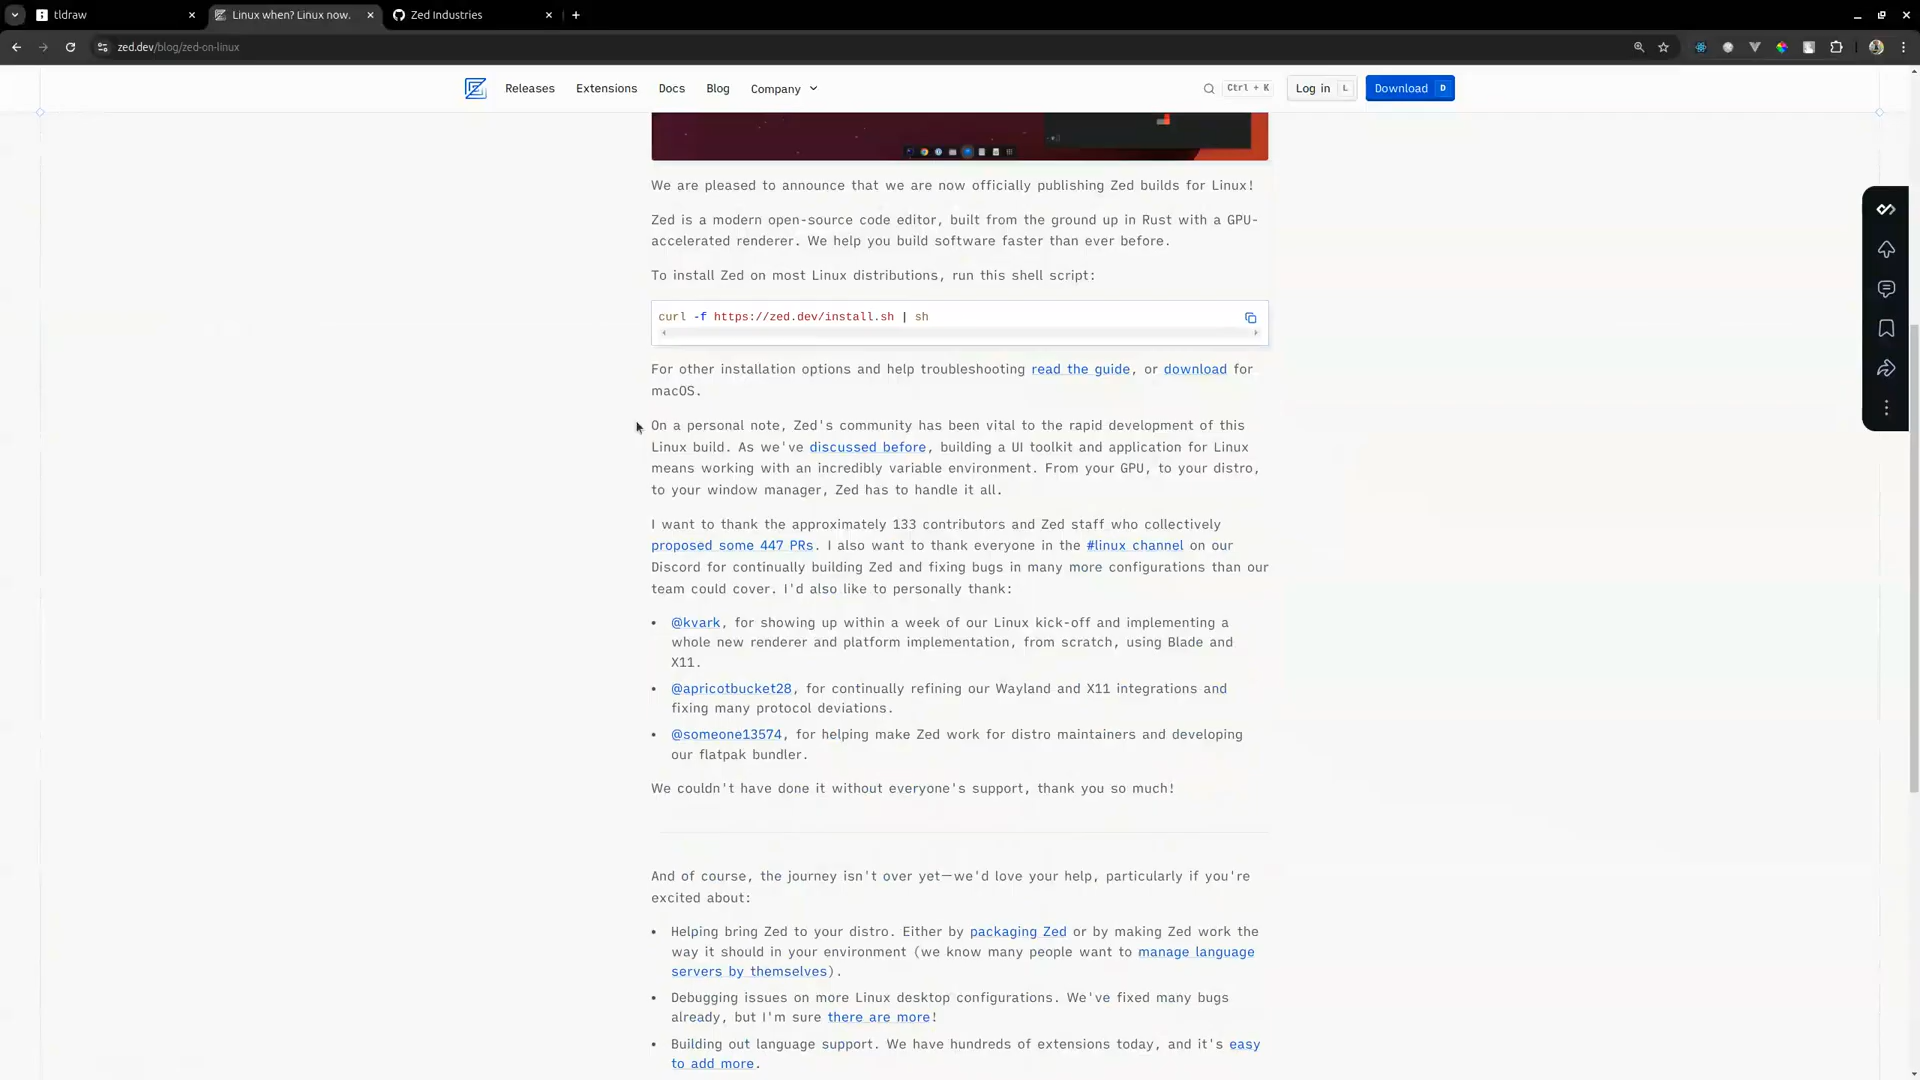 tldraw
Linux when? Linux now.
Zed Industries
zed.dev/blog/zed-on-linux
Releases
Extensions
Docs
Blog
Company
Ctrl + K
Log in L
Download D
We are pleased to announce that we are now officially publishing Zed builds for Linux!
Zed is a modern open-source code editor, built from the ground up in Rust with a GPU-
accelerated renderer. We help you build software faster than ever before.
To install Zed on most Linux distributions, run this shell script:
curl -f https://zed.dev/install.sh | sh
For other installation options and help troubleshooting read the guide, or download for
macOS.
On a personal note, Zed's community has been vital to the rapid development of this
Linux build. As we've discussed before, building a UI toolkit and application for Linux
means working with an incredibly variable environment. From your GPU, to your distro,
to your window manager, Zed has to handle it all.
I want to thank the approximately 133 contributors and Zed staff who collectively
proposed some 447 PRs. I also want to thank everyone in the #linux channel on our
Discord for continually building Zed and fixing bugs in many more configurations than our
team could cover. I'd also like to personally thank:
• @kvark, for showing up within a week of our Linux kick-off and implementing a
whole new renderer and platform implementation, from scratch, using Blade and
X11.
• @apricotbucket28, for continually refining our Wayland and X11 integrations and
fixing many protocol deviations.
• @someone13574, for helping make Zed work for distro maintainers and developing
our flatpak bundler.
We couldn't have done it without everyone's support, thank you so much!
And of course, the journey isn't over yet—we'd love your help, particularly if you're
excited about:
• Helping bring Zed to your distro. Either by packaging Zed or by making Zed work the
way it should in your environment (we know many people want to manage language
servers by themselves).
• Debugging issues on more Linux desktop configurations. We've fixed many bugs
already, but I'm sure there are more!
• Building out language support. We have hundreds of extensions today, and it's easy
to add more.